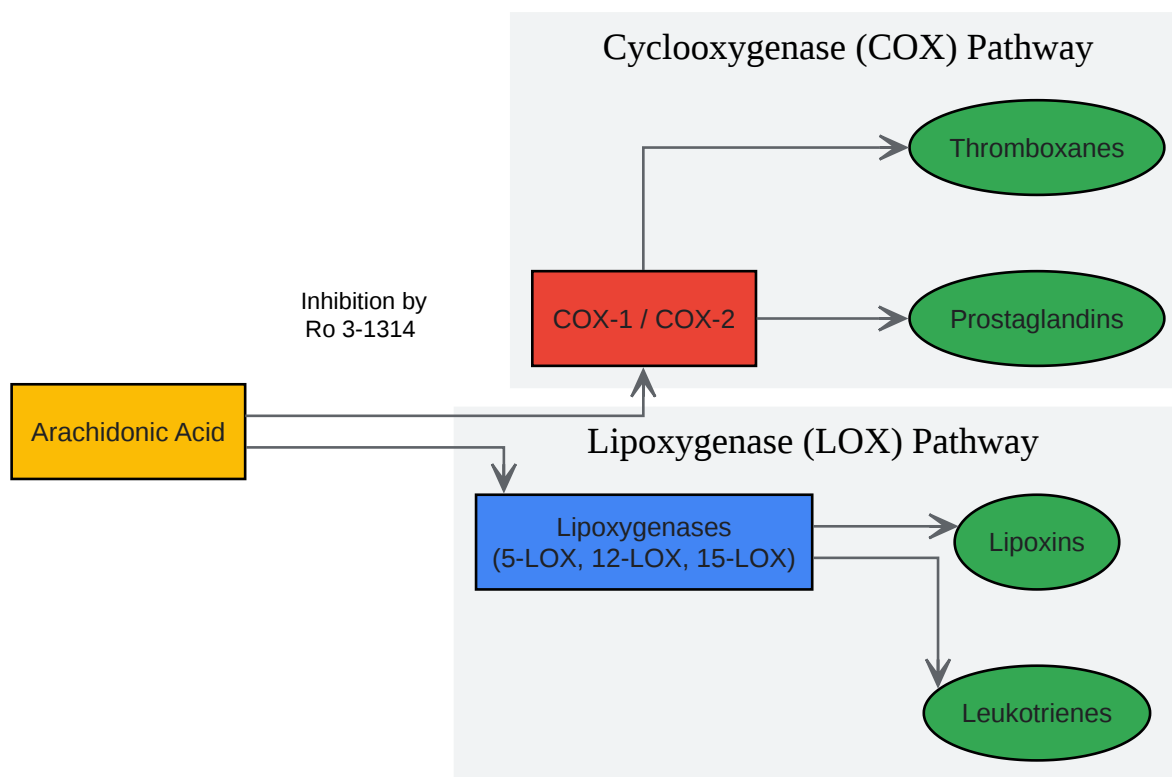 Cyclooxygenase (COX) Pathway
Thromboxanes
Inhibition by
Ro 3-1314
COX-1 / COX-2
Prostaglandins
Arachidonic Acid
Lipoxygenase (LOX) Pathway
Lipoxygenases
(5-LOX, 12-LOX, 15-LOX)
Lipoxins
Leukotrienes